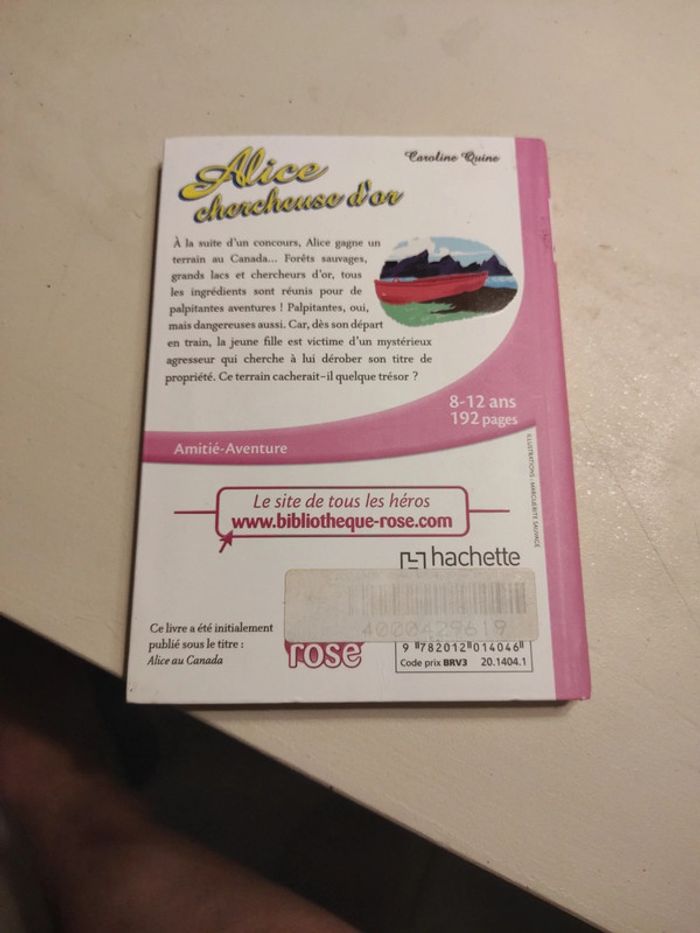 Alice
Caroline Quine
chercheuse d'or
À la suite d'un concours, Alice gagne un
terrain au Canada... Forêts sauvages,
grands lacs et chercheurs d'or, tous
les ingrédients sont réunis pour de
palpitantes aventures ! Palpitantes, oui,
mais dangereuses aussi. Car, dès son départ
en train, la jeune fille est victime d'un mystérieux
agresseur qui cherche à lui dérober son titre de
propriété. Ce terrain cacherait-il quelque trésor ?
8-12 ans
192 pages
Amitié-Aventure
ILLUSTRATIONS : MARGUERITE SAUVAGE
Le site de tous les héros
www.bibliotheque-rose.com
hachette
4000429619
Ce livre a été initialement
publié sous le titre :
Alice au Canada
rose
9 782012 014046
Code prix BRV3 20.1404.1